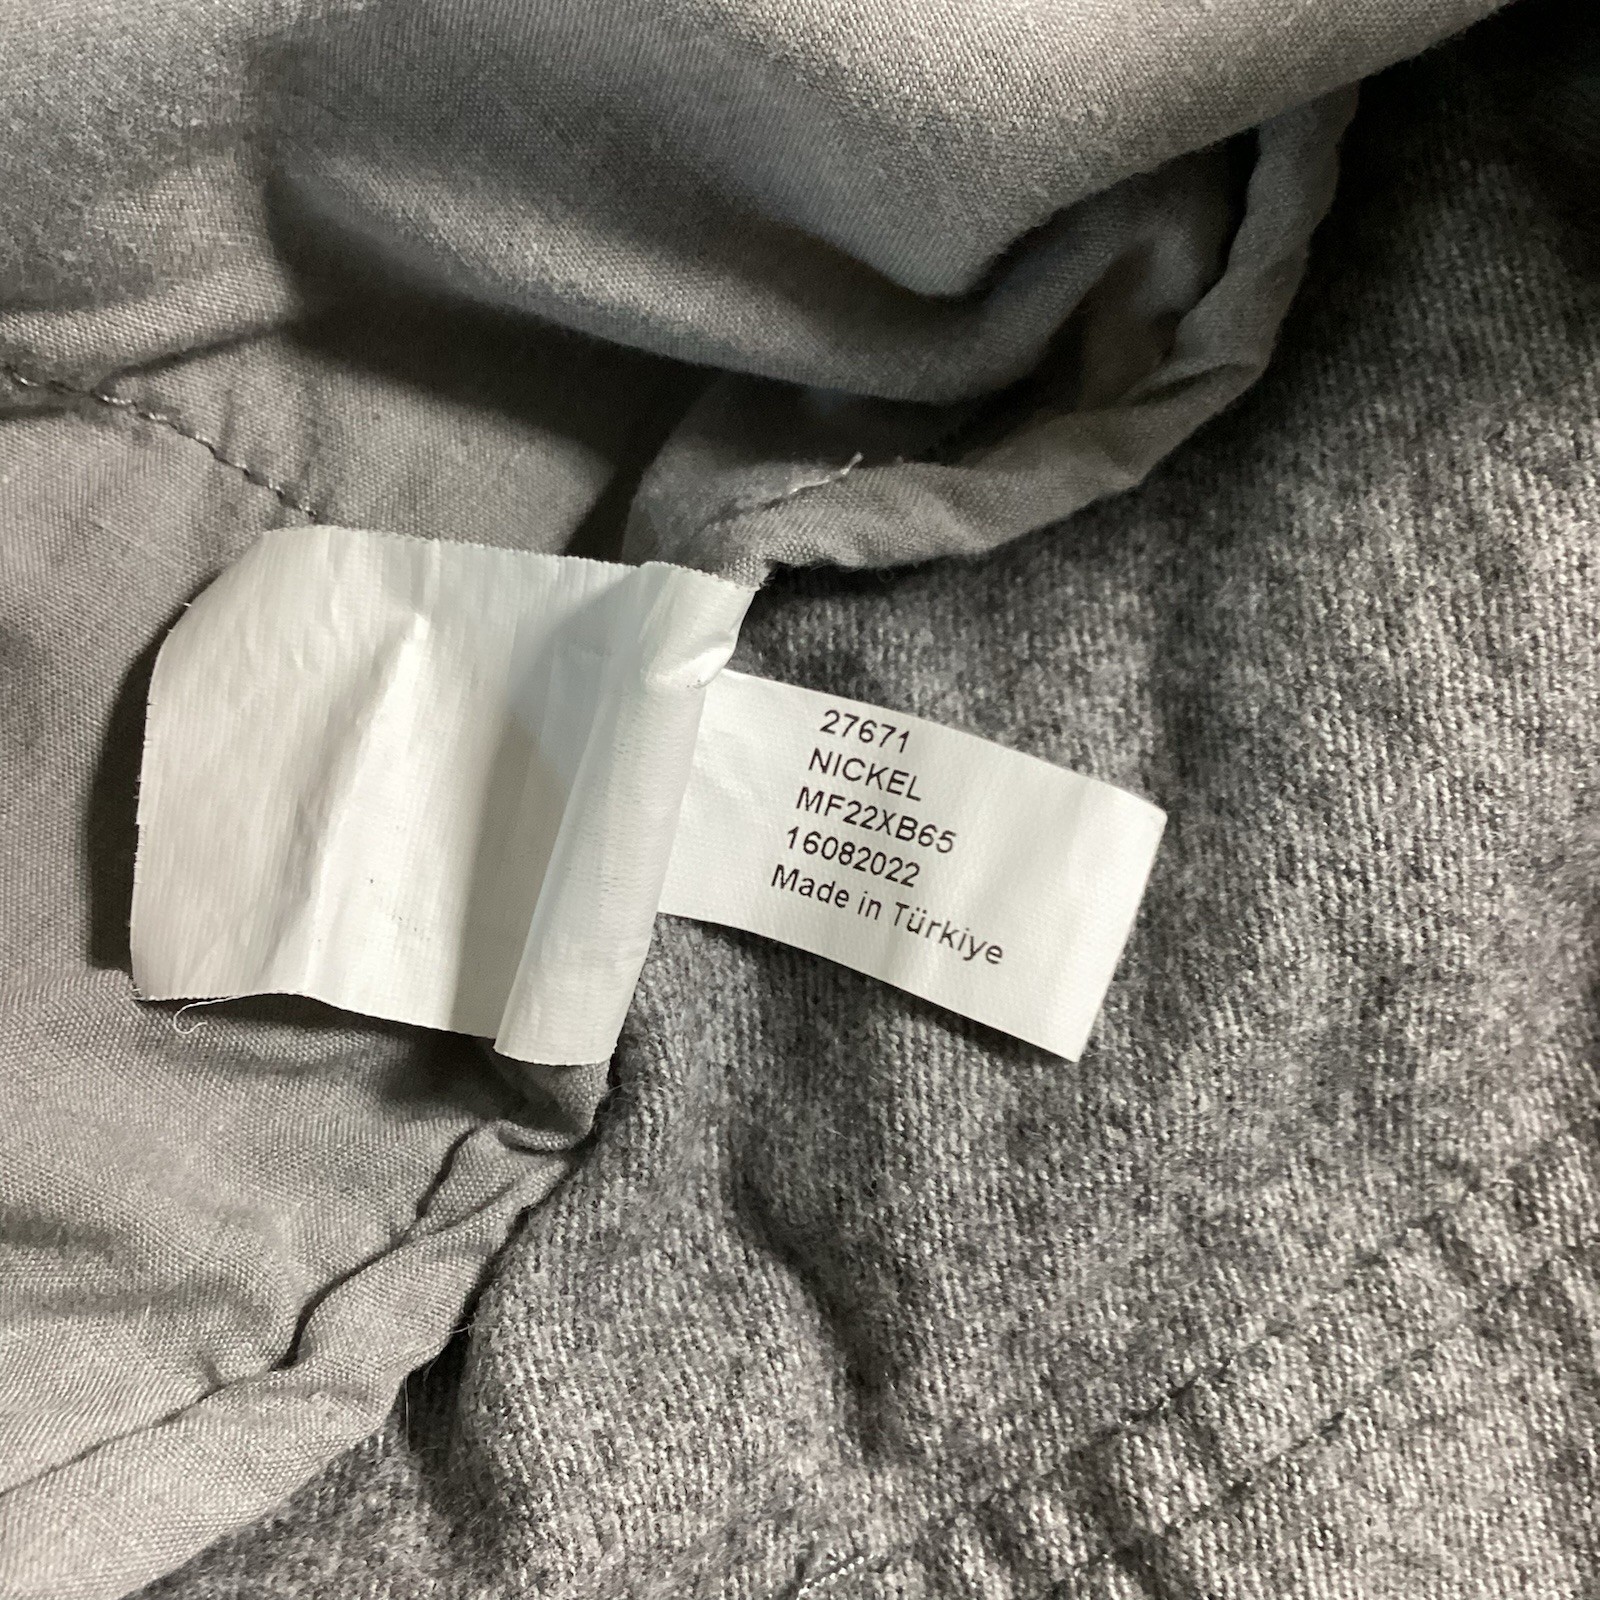 27671
NICKEL
MF22XB65
16082022
Made in Türkiye